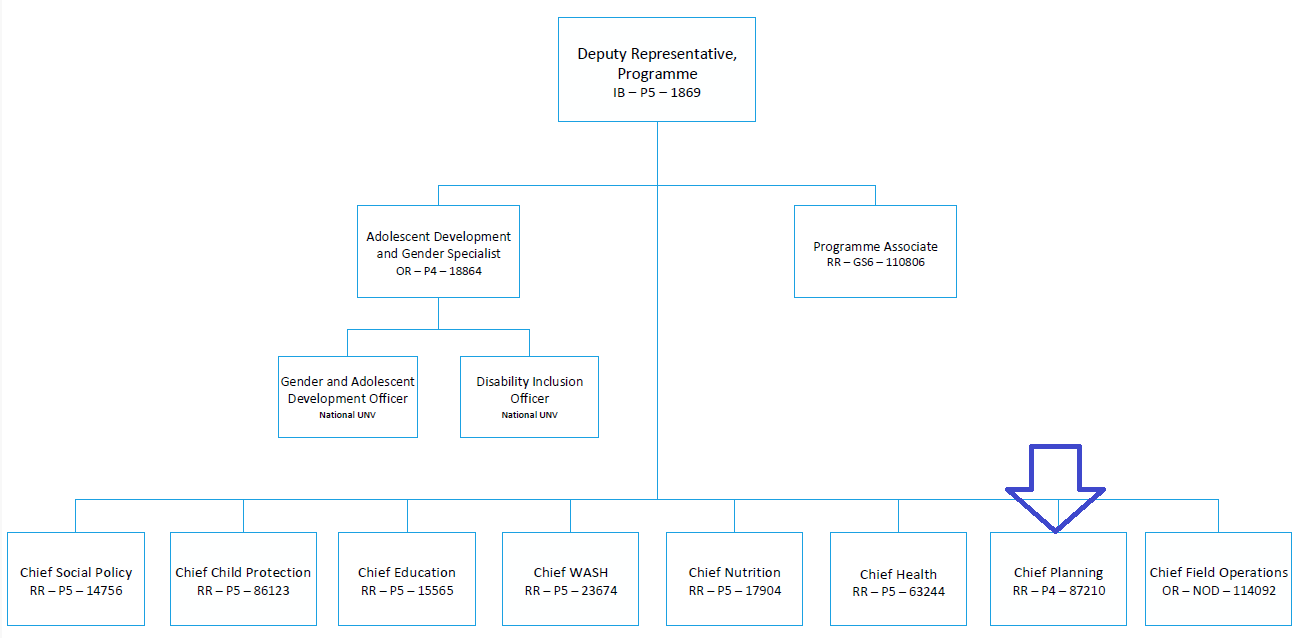 Deputy Representative,
Programme
IB – P5 – 1869
Adolescent Development
and Gender Specialist
OR – P4 – 18864
Programme Associate
RR – GS6 – 110806
Gender and Adolescent
Development Officer
National UNV
Disability Inclusion
Officer
National UNV
Chief Social Policy
RR – P5 – 14756
Chief Child Protection
RR – P5 – 86123
Chief Education
RR – P5 – 15565
Chief WASH
RR – P5 – 23674
Chief Nutrition
RR – P5 – 17904
Chief Health
RR – P5 – 63244
Chief Planning
RR – P4 – 87210
Chief Field Operations
OR – NOD – 114092